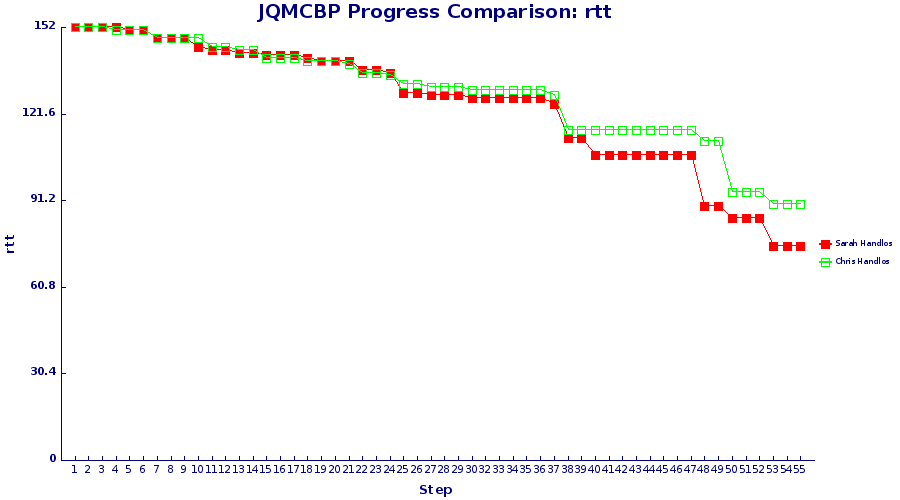 JQMCBP Progress Comparison: rtt
152
121.6
91.2
60.8
30.4
0
rtt
1 2 3 4 5 6 7 8 9 10 11 12 13 14 15 16 17 18 19 20 21 22 23 24 25 26 27 28 29 30 31 32 33 34 35 36 37 38 39 40 41 42 43 44 45 46 47 48 49 50 51 52 53 54 55
Step
Sarah Handlos
Chris Handlos